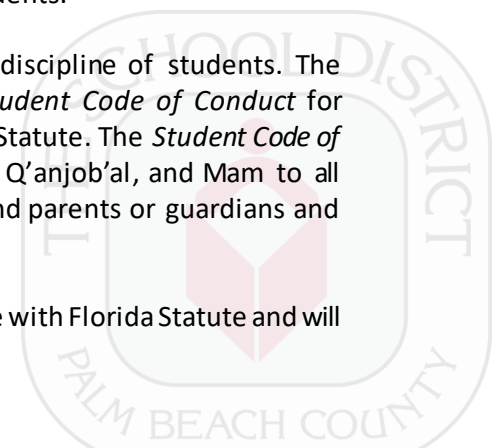 dents.
discipline of students. The
udent Code of Conduct for
Statute. The Student Code of
Q’anjob’al, and Mam to all
nd parents or guardians and
e with Florida Statute and will
THE SCHOOL DISTRICT
PALM BEACH COUNTY